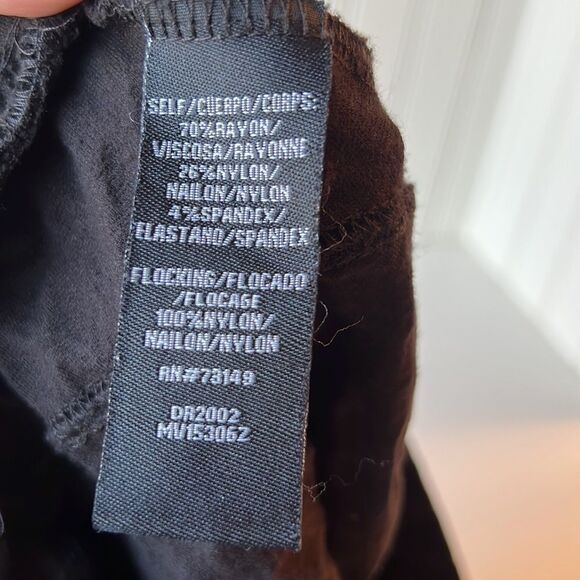 SELF/CUERPO/CORPS:
70%RAYON/
VISCOSA/RAYONNE
26%NYLON/
NAILON/NYLON
4%SPANDEX/
ELASTANO/SPANDEX
FLOCKING/FLOCADO
/FLOCAGE
100%NYLON/
NAILON/NYLON
RN#73149
DR2002
MV15306Z